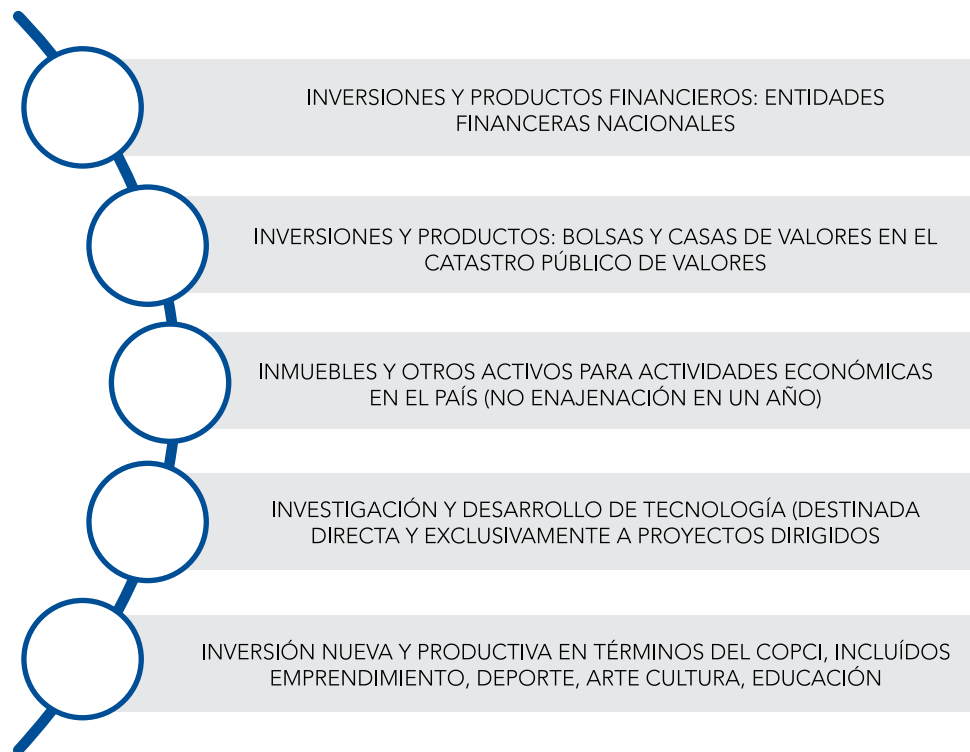 INVERSIONES Y PRODUCTOS FINANCIEROS: ENTIDADES
FINANCERAS NACIONALES
INVERSIONES Y PRODUCTOS: BOLSAS Y CASAS DE VALORES EN EL
CATASTRO PÚBLICO DE VALORES
INMUEBLES Y OTROS ACTIVOS PARA ACTIVIDADES ECONÓMICAS
EN EL PAÍS (NO ENAJENACIÓN EN UN AÑO)
INVESTIGACIÓN Y DESARROLLO DE TECNOLOGÍA (DESTINADA
DIRECTA Y EXCLUSIVAMENTE A PROYECTOS DIRIGIDOS
INVERSIÓN NUEVA Y PRODUCTIVA EN TÉRMINOS DEL COPCI, INCLUÍDOS
EMPRENDIMIENTO, DEPORTE, ARTE CULTURA, EDUCACIÓN